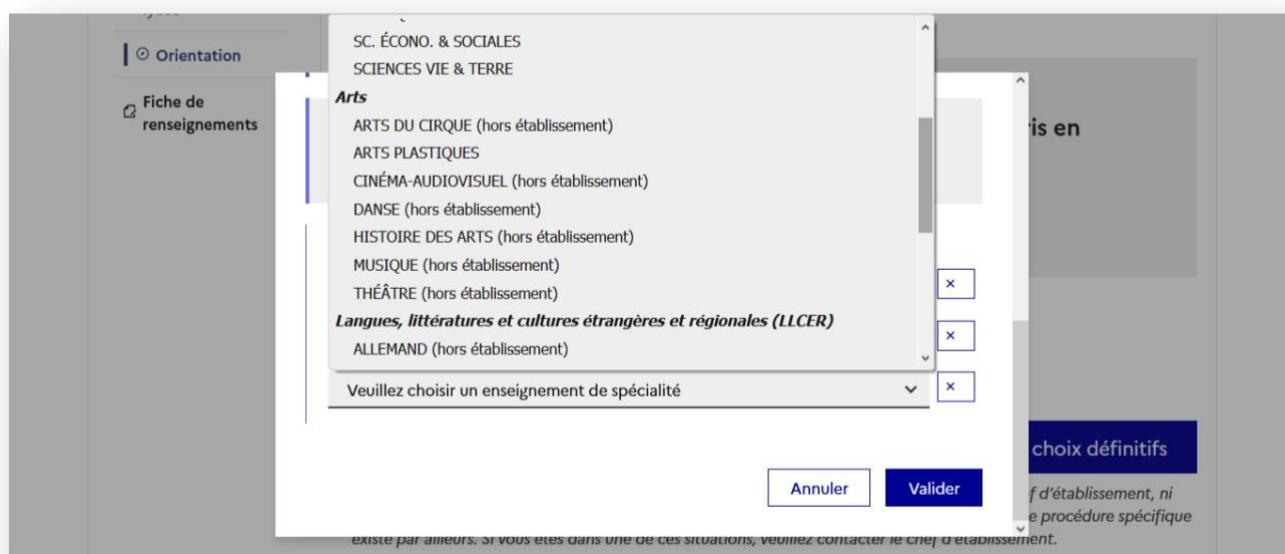 Orientation
Fiche de
renseignements
SC. ÉCONO. & SOCIALES
SCIENCES VIE & TERRE
Arts
ARTS DU CIRQUE (hors établissement)
ARTS PLASTIQUES
CINÉMA-AUDIOVISUEL (hors établissement)
DANSE (hors établissement)
HISTOIRE DES ARTS (hors établissement)
MUSIQUE (hors établissement)
THÉÂTRE (hors établissement)
Langues, littératures et cultures étrangères et régionales (LLCER)
ALLEMAND (hors établissement)
Veuillez choisir un enseignement de spécialité
Annuler
Valider
is en
choix définitifs
f d'établissement, ni
e procédure spécifique
existe par ailleurs. Si vous êtes dans une de ces situations, veuillez contacter le chef d'établissement.